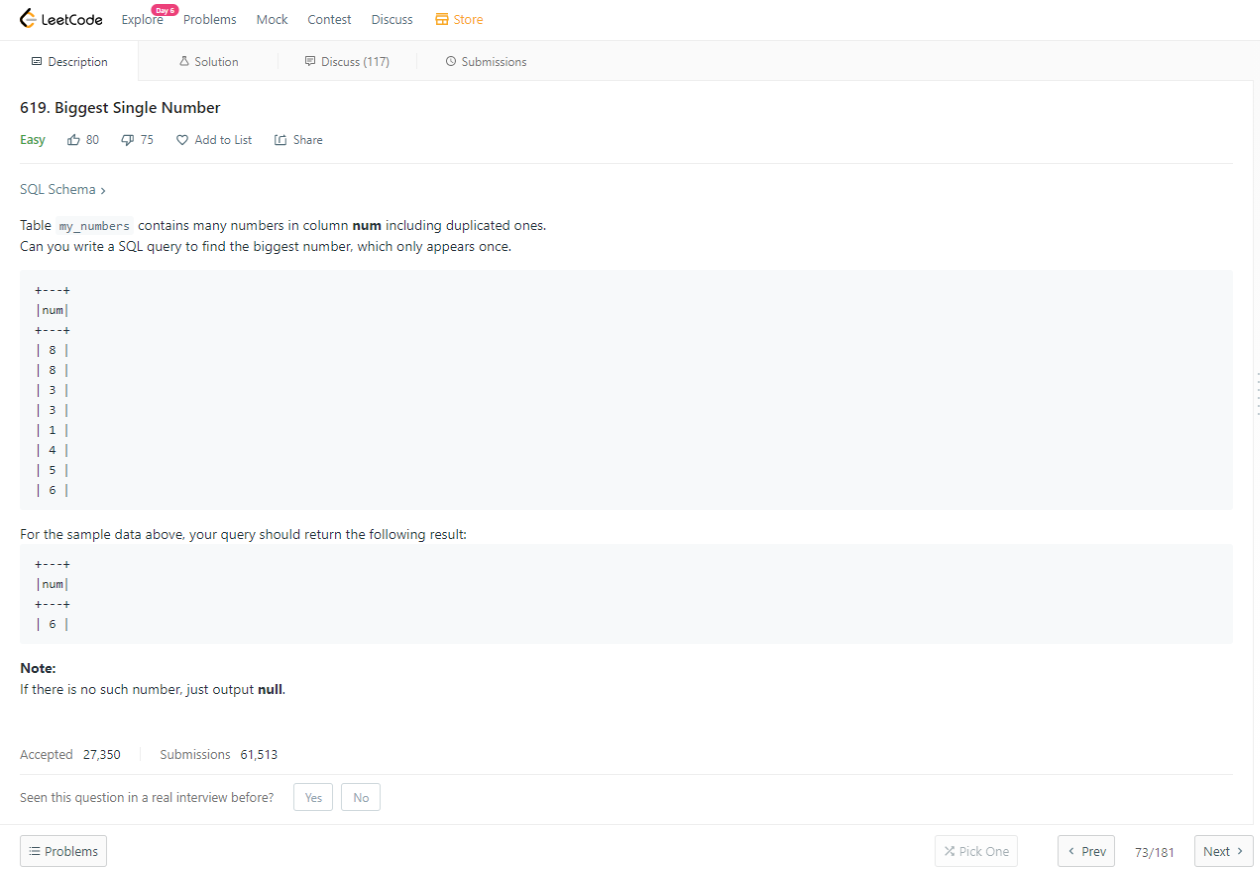 LeetCode Explore Day 6 Problems Mock Contest Discuss Store
Description Solution Discuss (117) Submissions
619. Biggest Single Number
Easy 80 75 Add to List Share
SQL Schema >
Table my_numbers contains many numbers in column num including duplicated ones.
Can you write a SQL query to find the biggest number, which only appears once.
+---+
|num|
+---+
| 8 |
| 8 |
| 3 |
| 3 |
| 1 |
| 4 |
| 5 |
| 6 |
For the sample data above, your query should return the following result:
+---+
|num|
+---+
| 6 |
Note:
If there is no such number, just output null.
Accepted 27,350 Submissions 61,513
Seen this question in a real interview before? Yes No
Problems Pick One < Prev 73/181 Next >